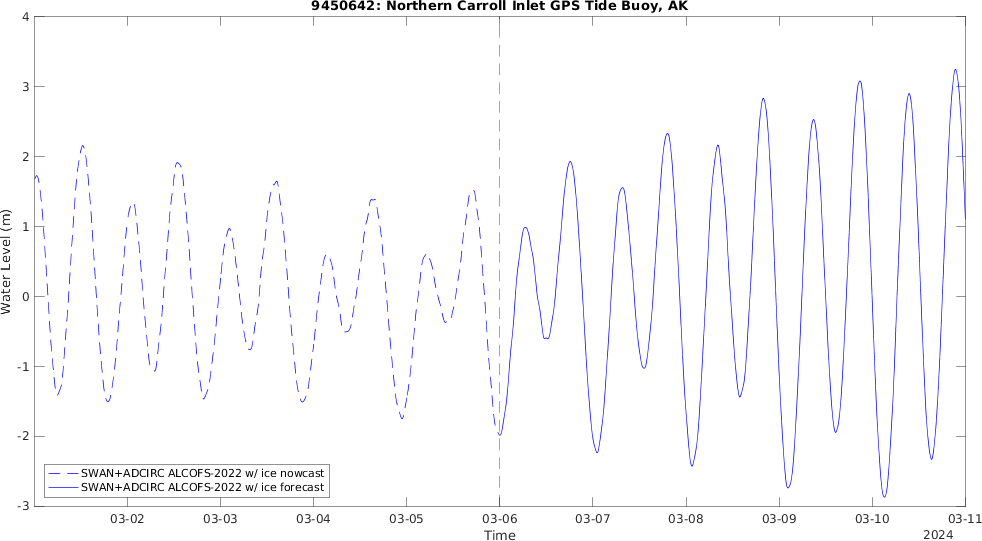 9450642: Northern Carroll Inlet GPS Tide Buoy, AK
4
3
2
1
0
-1
-2
-3
Water Level (m)
SWAN+ADCIRC ALCOFS-2022 w/ ice nowcast
SWAN+ADCIRC ALCOFS-2022 w/ ice forecast
03-02 03-03 03-04 03-05 03-06 03-07 03-08 03-09 03-10 03-11
Time
2024